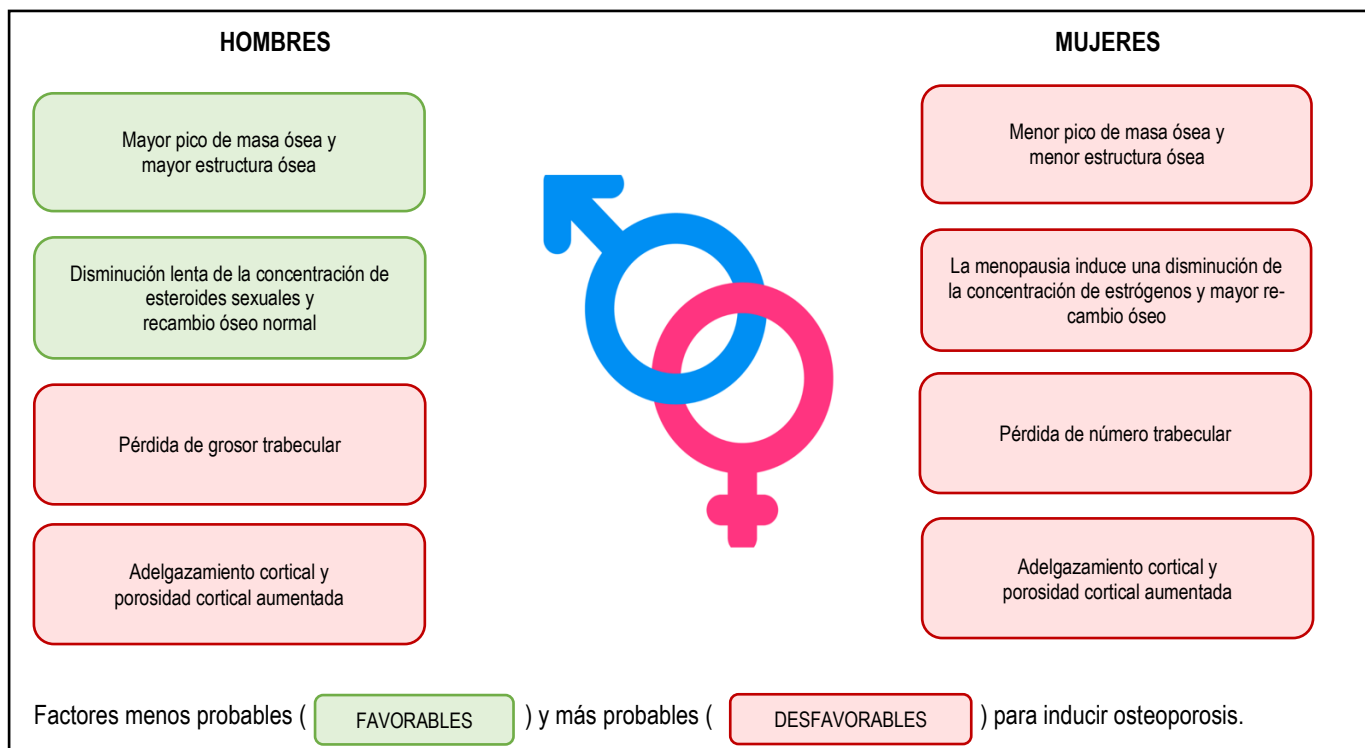 HOMBRES
MUJERES
Mayor pico de masa ósea y
mayor estructura ósea
Menor pico de masa ósea y
menor estructura ósea
Disminución lenta de la concentración de
esteroides sexuales y
recambio óseo normal
La menopausia induce una disminución de
la concentración de estrógenos y mayor re-
cambio óseo
Pérdida de grosor trabecular
Pérdida de número trabecular
Adelgazamiento cortical y
porosidad cortical aumentada
Adelgazamiento cortical y
porosidad cortical aumentada
Factores menos probables ( FAVORABLES ) y más probables ( DESFAVORABLES ) para inducir osteoporosis.